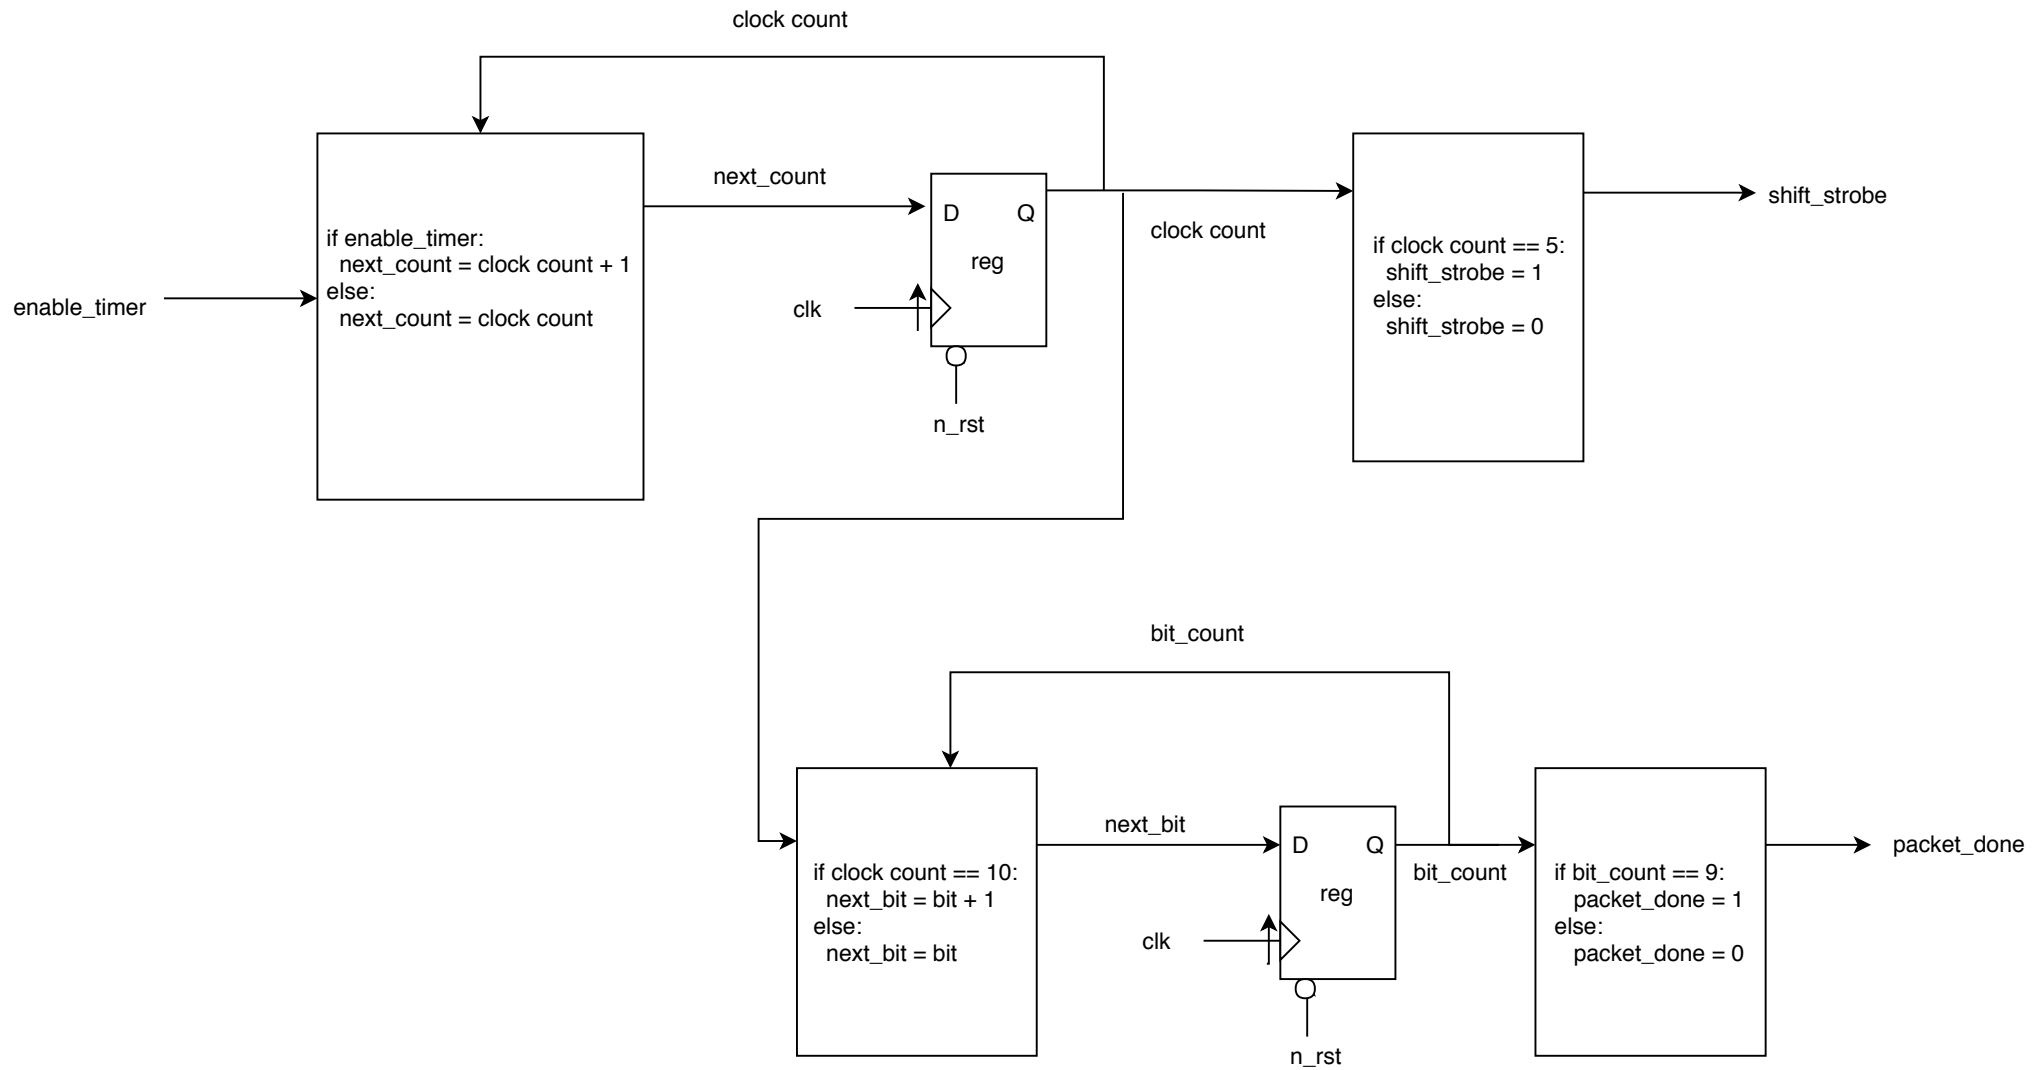 clock count
next_count
if enable_timer:
next_count = clock count + 1
else:
next_count = clock count
enable_timer
D Q
reg
clk
n_rst
clock count
if clock count == 5:
shift_strobe = 1
else:
shift_strobe = 0
shift_strobe
bit_count
if clock count == 10:
next_bit = bit + 1
else:
next_bit = bit
next_bit
D Q
reg
clk
n_rst
bit_count
if bit_count == 9:
packet_done = 1
else:
packet_done = 0
packet_done